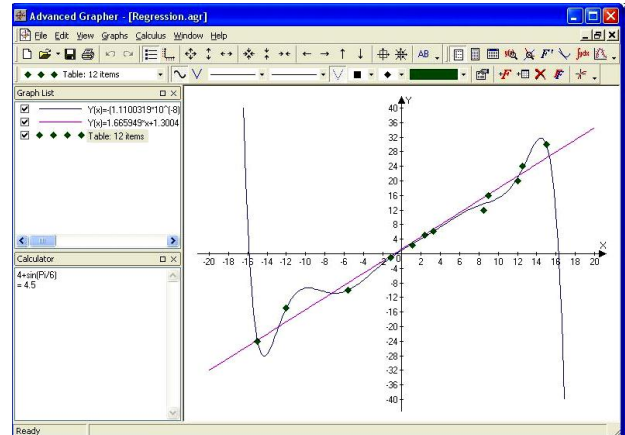 Advanced Grapher - [Regression.agr]
File Edit View Graphs Calculus Window Help
AB F' ∫ydx
Table: 12 items
+F F
Graph List
Y(x)=-(1.1100319*10^(-8)
Y(x)=1.665949*x+1.3004
Table: 12 items
Calculator
4+sin(Pi/6)
= 4.5
Y
40
36
32
28
24
20
16
12
8
4
-20 -18 -16 -14 -12 -10 -8 -6 -4 -2 0 2 4 6 8 10 12 14 16 18 20
X
-4
-8
-12
-16
-20
-24
-28
-32
-36
-40
Ready